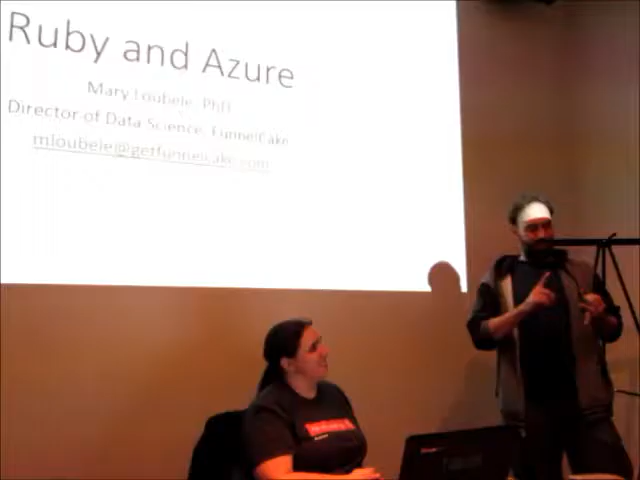 Ruby and Azure
Mary Loubele, PhD
Director of Data Science, FunnelCake
mloubele@getfunnelcake.com